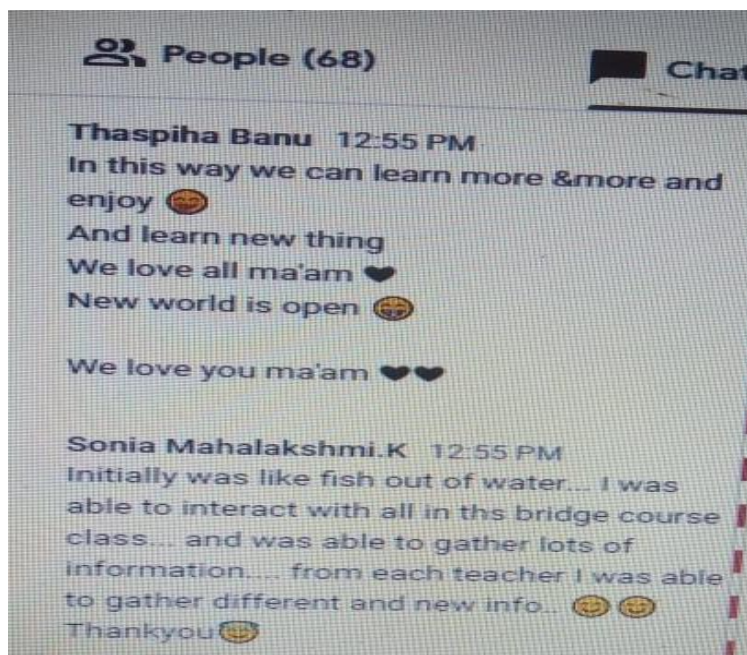 People (68)
Chat
Thaspiha Banu 12:55 PM
In this way we can learn more &more and
enjoy 😄
And learn new thing
We love all ma'am 🖤
New world is open 😄
We love you ma'am 🖤🖤
Sonia Mahalakshmi.K 12:55 PM
Initially was like fish out of water... I was
able to interact with all in ths bridge course
class... and was able to gather lots of
information.... from each teacher I was able
to gather different and new info.. 😊😊
Thankyou😇